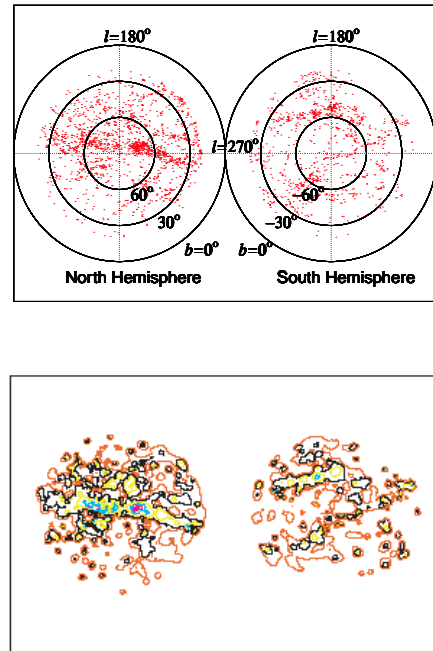 l=180° l=180°
l=270°
60° −60°
30° −30°
b=0° b=0°
North Hemisphere South Hemisphere